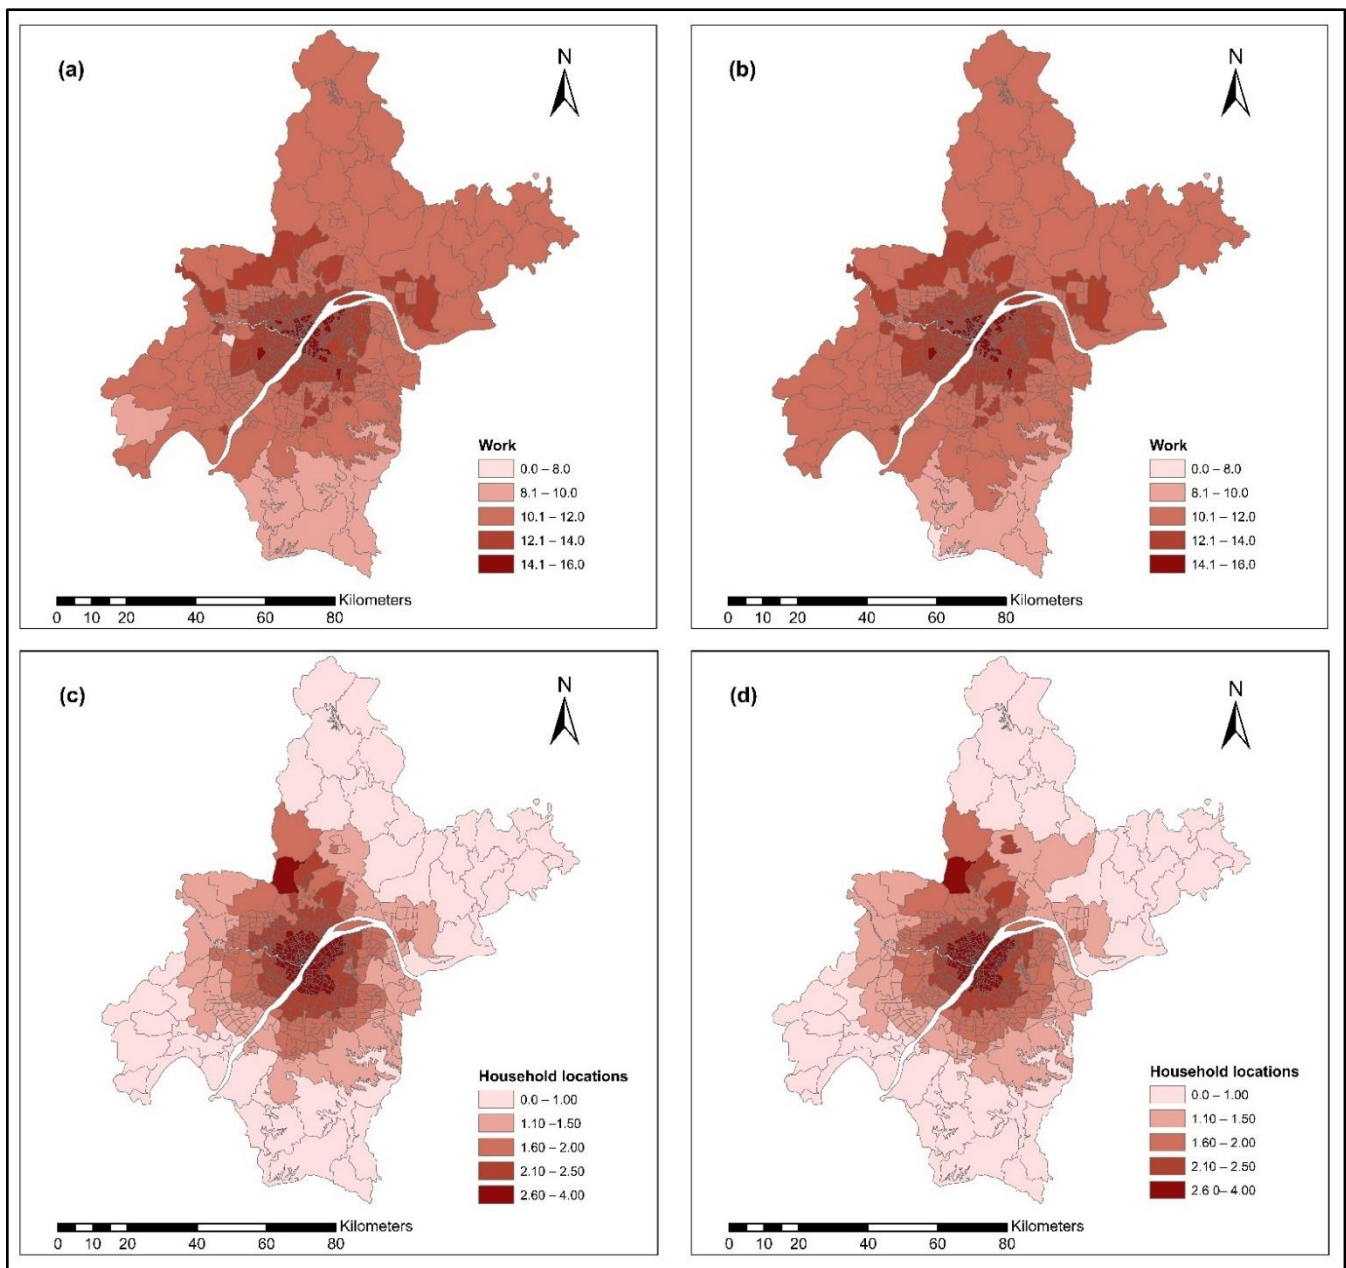 (a)
N
Work
0.0 – 8.0
8.1 – 10.0
10.1 – 12.0
12.1 – 14.0
14.1 – 16.0
Kilometers
0 10 20 40 60 80
(b)
N
Work
0.0 – 8.0
8.1 – 10.0
10.1 – 12.0
12.1 – 14.0
14.1 – 16.0
Kilometers
0 10 20 40 60 80
(c)
N
Household locations
0.0 – 1.00
1.10 –1.50
1.60 – 2.00
2.10 – 2.50
2.60 – 4.00
Kilometers
0 10 20 40 60 80
(d)
N
Household locations
0.0 – 1.00
1.10 – 1.50
1.60 – 2.00
2.10 – 2.50
2.6 0– 4.00
Kilometers
0 10 20 40 60 80